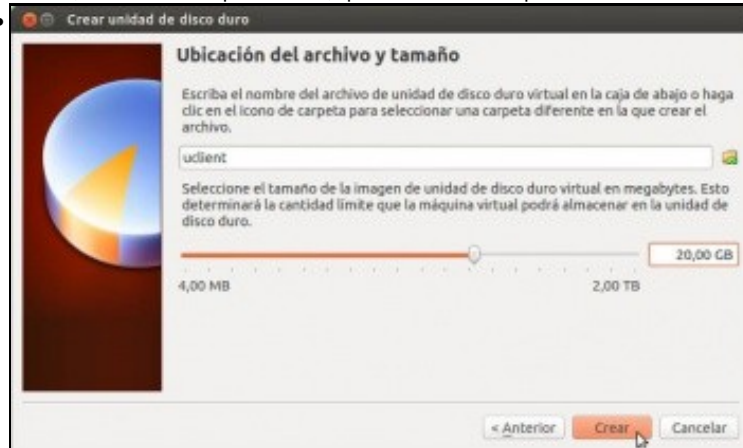 Crear unidad de disco duro
Ubicación del archivo y tamaño
Escriba el nombre del archivo de unidad de disco duro virtual en la caja de abajo o haga
clic en el icono de carpeta para seleccionar una carpeta diferente en la que crear el
archivo.
uclient
Seleccione el tamaño de la imagen de unidad de disco duro virtual en megabytes. Esto
determinará la cantidad límite que la máquina virtual podrá almacenar en la unidad de
disco duro.
20,00 GB
4,00 MB 2,00 TB
< Anterior Crear Cancelar